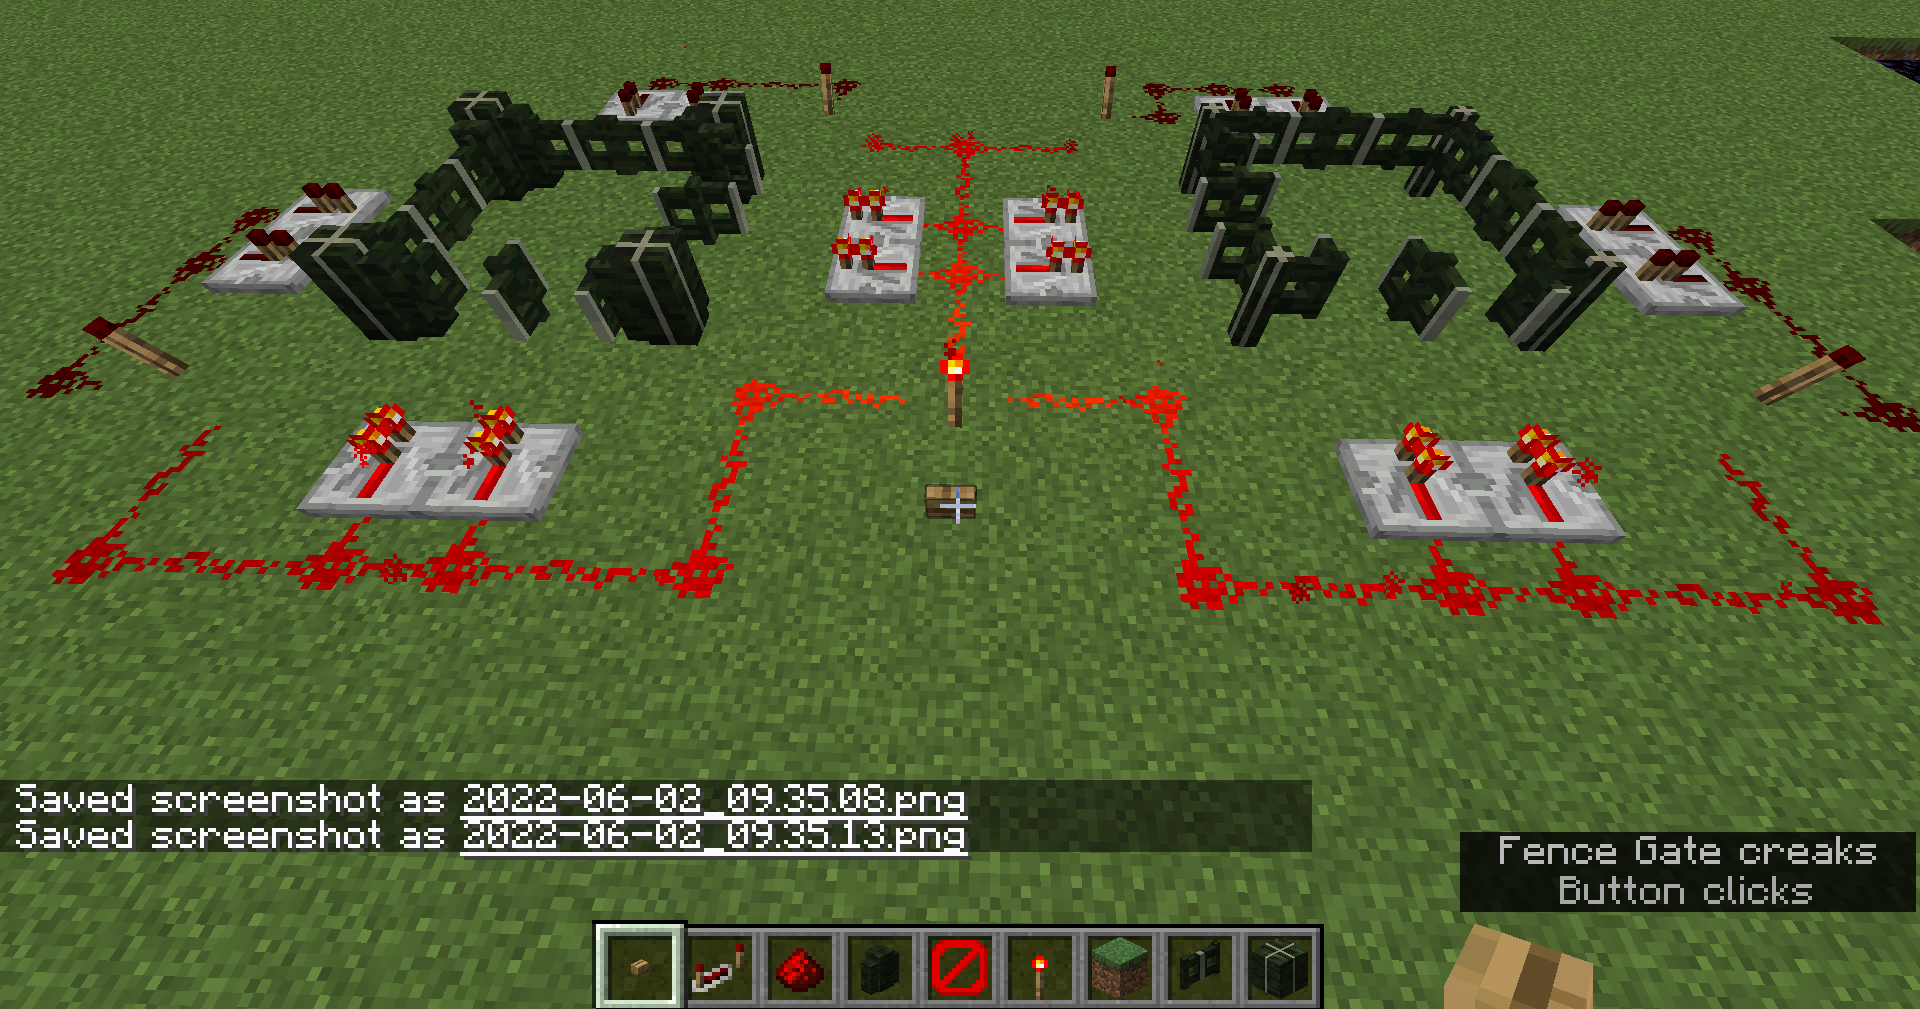 Saved screenshot as 2022-06-02_09.35.08.png
Saved screenshot as 2022-06-02_09.35.13.png
Fence Gate creaks
Button clicks